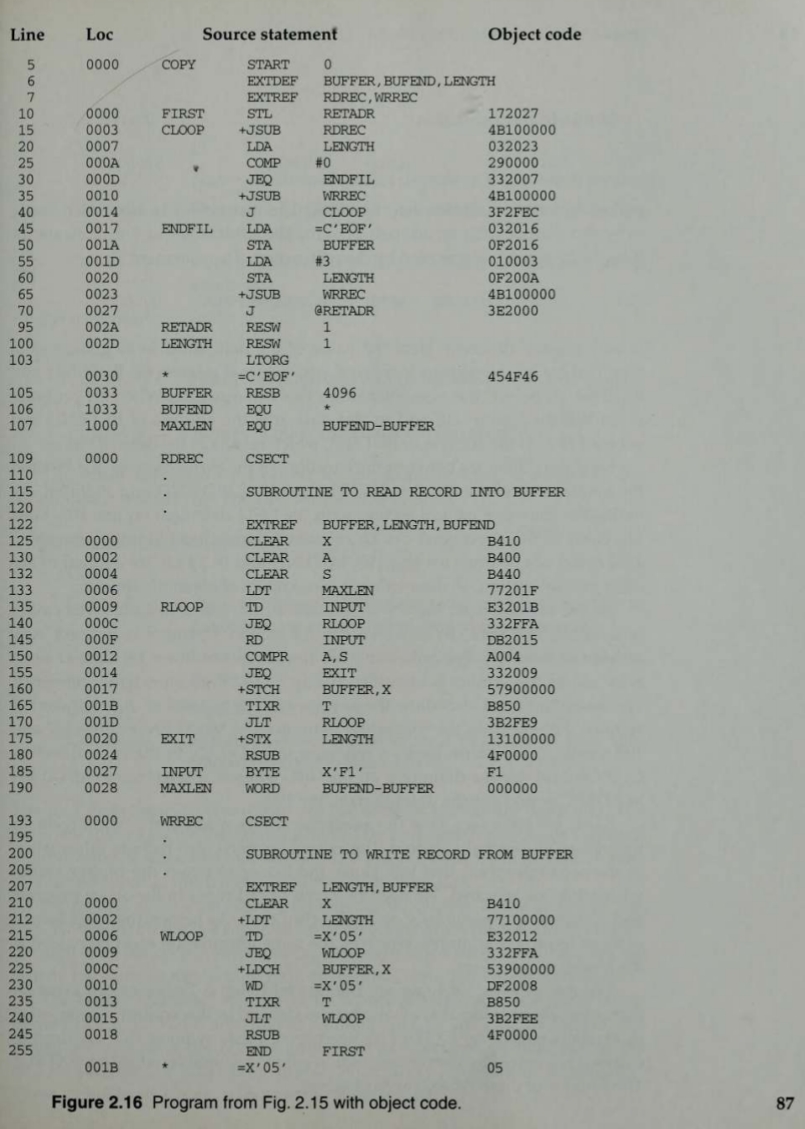 Line Loc Source statement Object code
5 0000 COPY START 0
6 EXTDEF BUFFER,BUFEND,LENGTH
7 EXTREF RDREC,WRREC
10 0000 FIRST STL RETADR 172027
15 0003 CLOOP +JSUB RDREC 4B100000
20 0007 LDA LENGTH 032023
25 000A COMP #0 290000
30 000D JEQ ENDFIL 332007
35 0010 +JSUB WRREC 4B100000
40 0014 J CLOOP 3F2FEC
45 0017 ENDFIL LDA =C'EOF' 032016
50 001A STA BUFFER 0F2016
55 001D LDA #3 010003
60 0020 STA LENGTH 0F200A
65 0023 +JSUB WRREC 4B100000
70 0027 J @RETADR 3E2000
95 002A RETADR RESW 1
100 002D LENGTH RESW 1
103 LTORG
0030 * =C'EOF' 454F46
105 0033 BUFFER RESB 4096
106 1033 BUFEND EQU *
107 1000 MAXLEN EQU BUFEND-BUFFER
109 0000 RDREC CSECT
110 .
115 . SUBROUTINE TO READ RECORD INTO BUFFER
120 .
122 EXTREF BUFFER,LENGTH,BUFEND
125 0000 CLEAR X B410
130 0002 CLEAR A B400
132 0004 CLEAR S B440
133 0006 LDT MAXLEN 77201F
135 0009 RLOOP TD INPUT E3201B
140 000C JEQ RLOOP 332FFA
145 000F RD INPUT DB2015
150 0012 COMPR A,S A004
155 0014 JEQ EXIT 332009
160 0017 +STCH BUFFER,X 57900000
165 001B TIXR T B850
170 001D JLT RLOOP 3B2FE9
175 0020 EXIT +STX LENGTH 13100000
180 0024 RSUB 4F0000
185 0027 INPUT BYTE X'F1' F1
190 0028 MAXLEN WORD BUFEND-BUFFER 000000
193 0000 WRREC CSECT
195 .
200 . SUBROUTINE TO WRITE RECORD FROM BUFFER
205 .
207 EXTREF LENGTH,BUFFER
210 0000 CLEAR X B410
212 0002 +LDT LENGTH 77100000
215 0006 WLOOP TD =X'05' E32012
220 0009 JEQ WLOOP 332FFA
225 000C +LDCH BUFFER,X 53900000
230 0010 WD =X'05' DF2008
235 0013 TIXR T B850
240 0015 JLT WLOOP 3B2FEE
245 0018 RSUB 4F0000
255 END FIRST
001B * =X'05' 05
Figure 2.16 Program from Fig. 2.15 with object code. 87